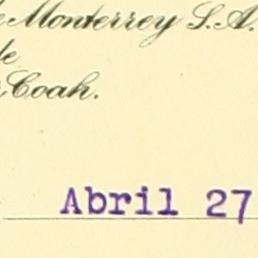 Monterrey S.A.
de
Coah.
Abril 27